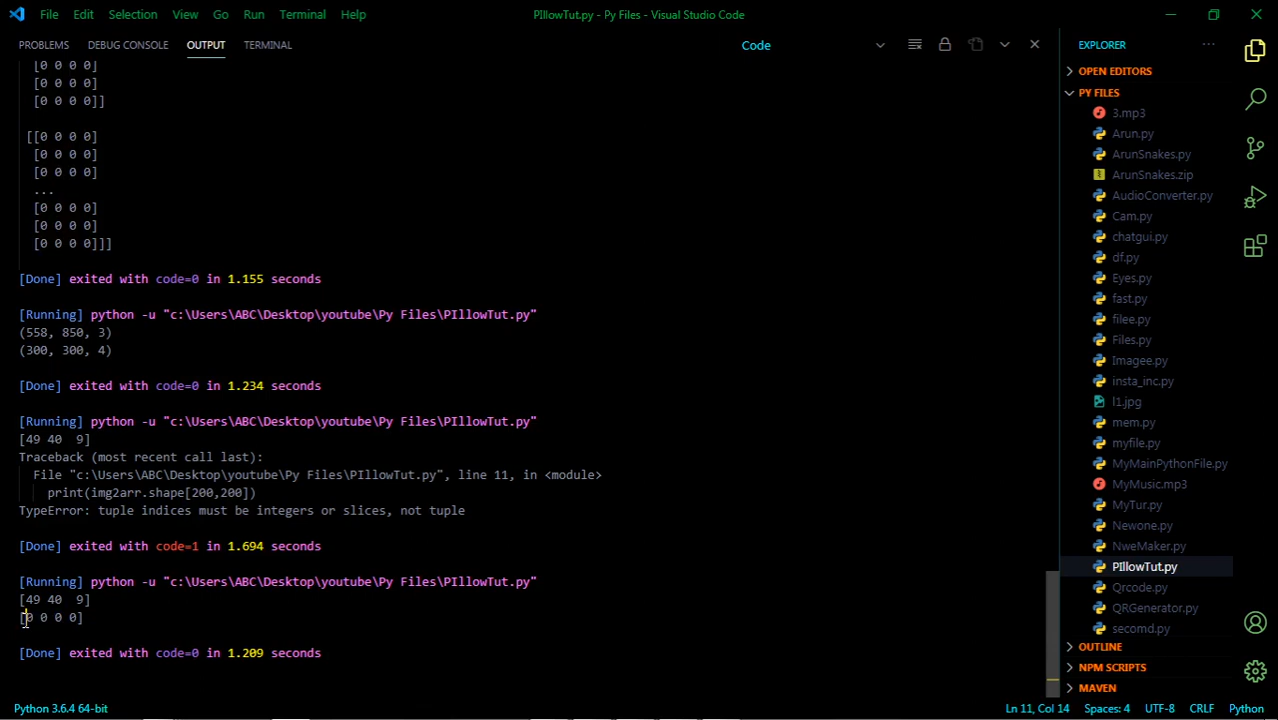 File Edit Selection View Go Run Terminal Help PIllowTut.py - Py Files - Visual Studio Code
PROBLEMS DEBUG CONSOLE OUTPUT TERMINAL Code
[0 0 0 0]
[0 0 0 0]
[0 0 0 0]]
[[0 0 0 0]
[0 0 0 0]
[0 0 0 0]
...
[0 0 0 0]
[0 0 0 0]
[0 0 0 0]]]
[Done] exited with code=0 in 1.155 seconds
[Running] python -u "c:\Users\ABC\Desktop\youtube\Py Files\PIllowTut.py"
(558, 850, 3)
(300, 300, 4)
[Done] exited with code=0 in 1.234 seconds
[Running] python -u "c:\Users\ABC\Desktop\youtube\Py Files\PIllowTut.py"
[49 40  9]
Traceback (most recent call last):
File "c:\Users\ABC\Desktop\youtube\Py Files\PIllowTut.py", line 11, in <module>
print(img2arr.shape[200,200])
TypeError: tuple indices must be integers or slices, not tuple
[Done] exited with code=1 in 1.694 seconds
[Running] python -u "c:\Users\ABC\Desktop\youtube\Py Files\PIllowTut.py"
[49 40  9]
[0 0 0 0]
[Done] exited with code=0 in 1.209 seconds
EXPLORER
OPEN EDITORS
PY FILES
3.mp3
Arun.py
ArunSnakes.py
ArunSnakes.zip
AudioConverter.py
Cam.py
chatgui.py
df.py
Eyes.py
fast.py
filee.py
Files.py
Imagee.py
insta_inc.py
l1.jpg
mem.py
myfile.py
MyMainPythonFile.py
MyMusic.mp3
MyTur.py
Newone.py
NweMaker.py
PIllowTut.py
Qrcode.py
QRGenerator.py
secomd.py
OUTLINE
NPM SCRIPTS
MAVEN
Python 3.6.4 64-bit Ln 11, Col 14 Spaces: 4 UTF-8 CRLF Python